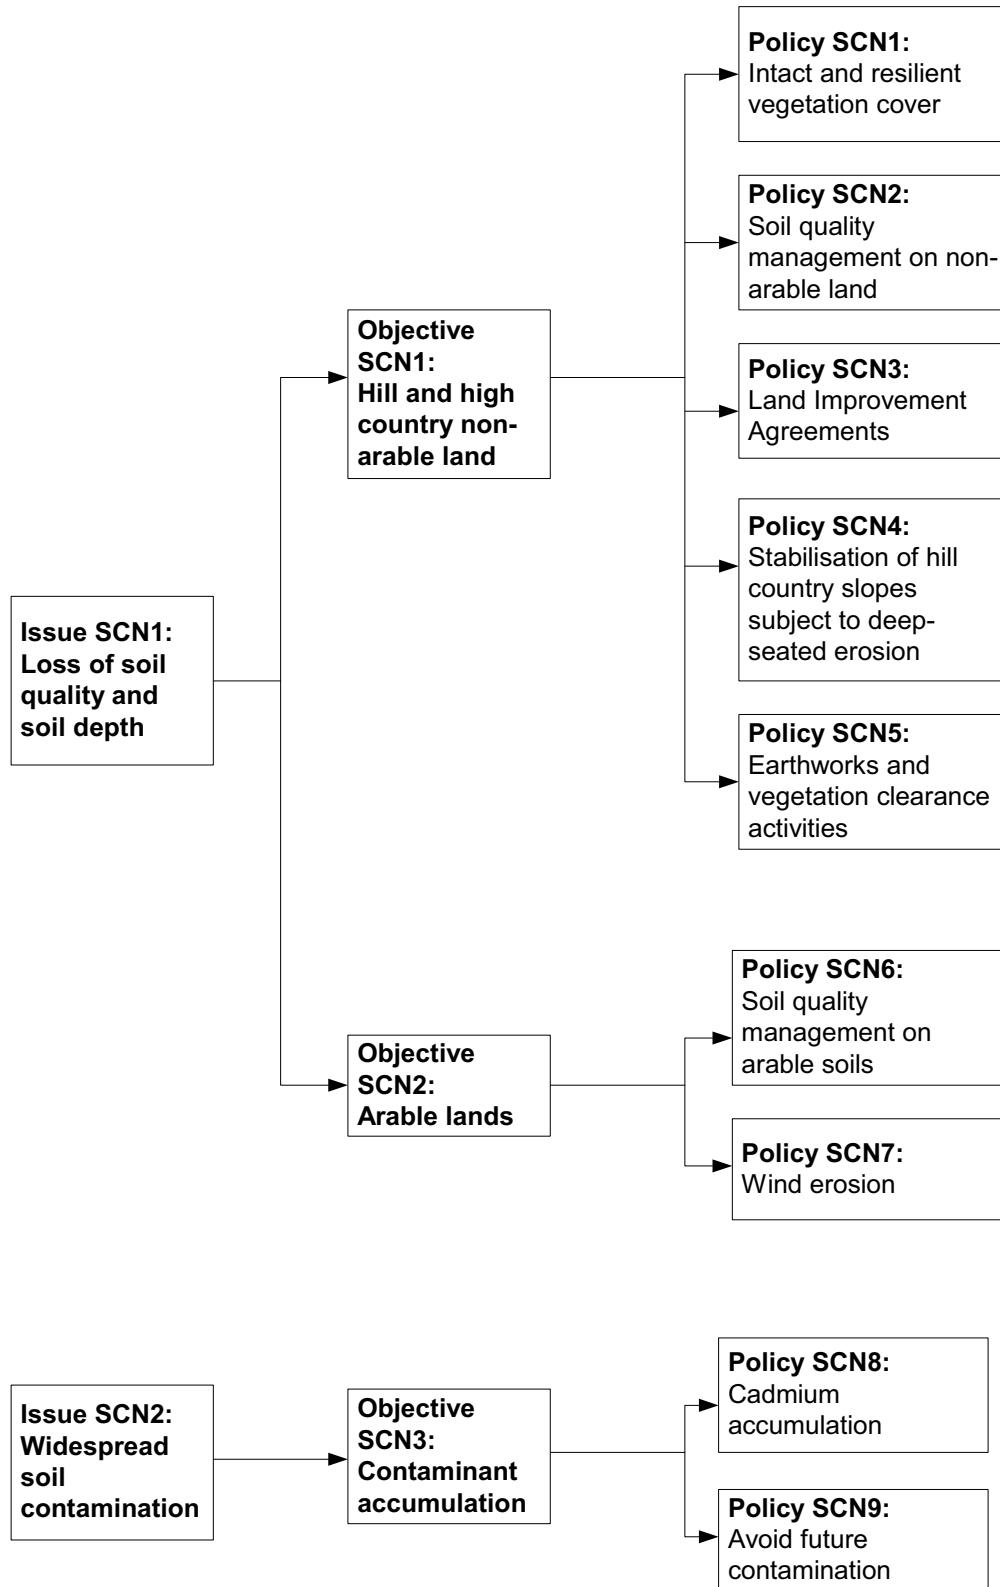 Policy SCN1:
Intact and resilient
vegetation cover
Policy SCN2:
Soil quality
management on non-
arable land
Objective
SCN1:
Hill and high
country non-
arable land
Policy SCN3:
Land Improvement
Agreements
Policy SCN4:
Stabilisation of hill
country slopes
subject to deep-
seated erosion
Issue SCN1:
Loss of soil
quality and
soil depth
Policy SCN5:
Earthworks and
vegetation clearance
activities
Objective
SCN2:
Arable lands
Policy SCN6:
Soil quality
management on
arable soils
Policy SCN7:
Wind erosion
Issue SCN2:
Widespread
soil
contamination
Objective
SCN3:
Contaminant
accumulation
Policy SCN8:
Cadmium
accumulation
Policy SCN9:
Avoid future
contamination